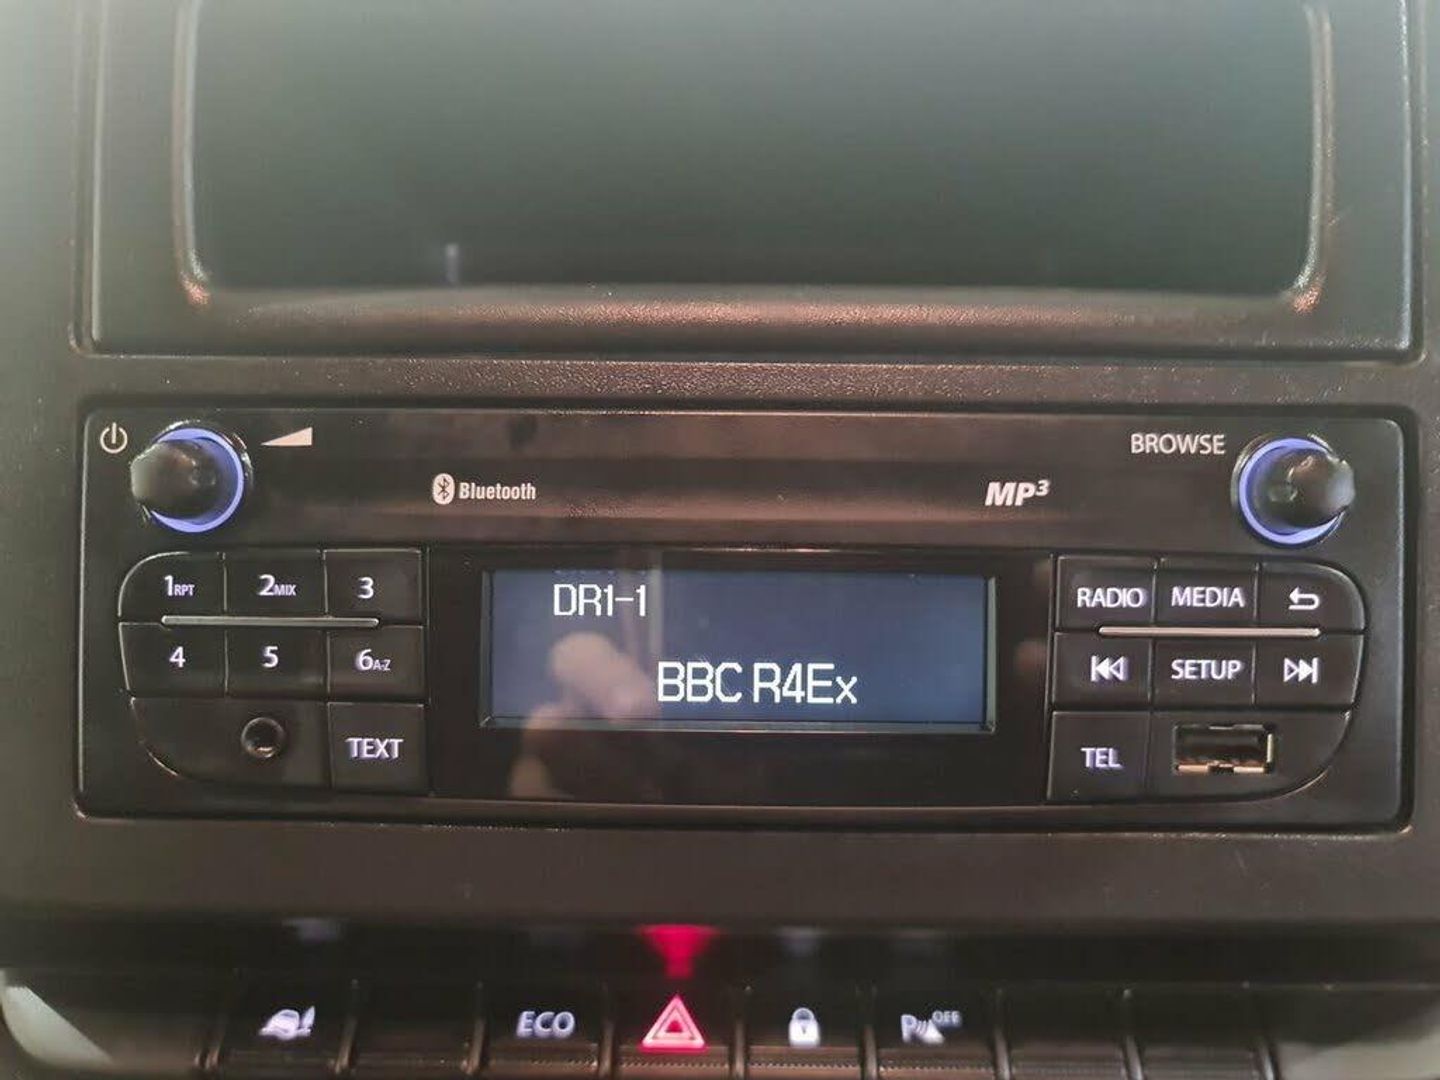 BROWSE
Bluetooth
MP3
1RPT 2MIX 3
4 5 6A-Z
TEXT
DR1-1
BBC R4Ex
RADIO MEDIA
SETUP
TEL
ECO
P OFF